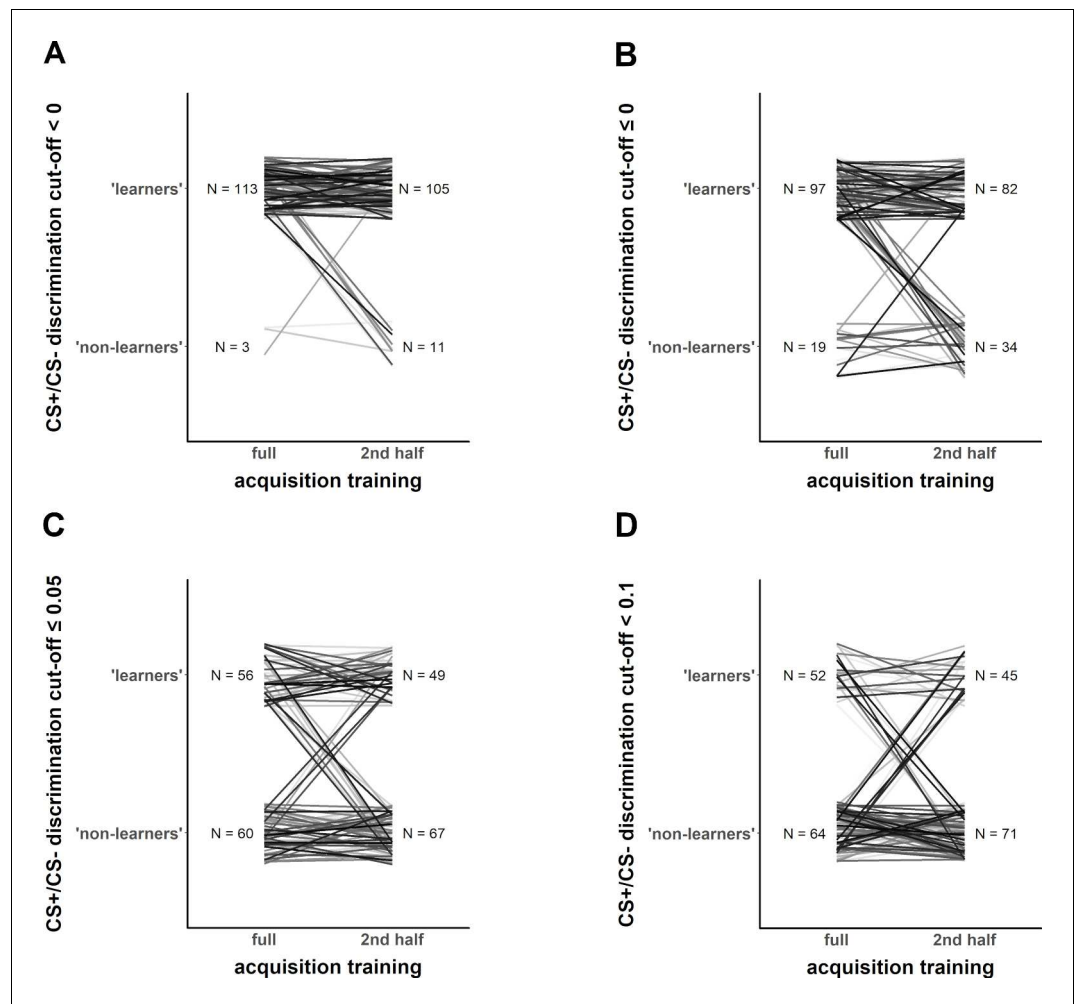 A
CS+/CS- discrimination cut-off < 0
'learners'
N = 113
N = 105
'non-learners'
N = 3
N = 11
full
2nd half
acquisition training
B
CS+/CS- discrimination cut-off ≤ 0
'learners'
N = 97
N = 82
'non-learners'
N = 19
N = 34
full
2nd half
acquisition training
C
CS+/CS- discrimination cut-off ≤ 0.05
'learners'
N = 56
N = 49
'non-learners'
N = 60
N = 67
full
2nd half
acquisition training
D
CS+/CS- discrimination cut-off < 0.1
'learners'
N = 52
N = 45
'non-learners'
N = 64
N = 71
full
2nd half
acquisition training